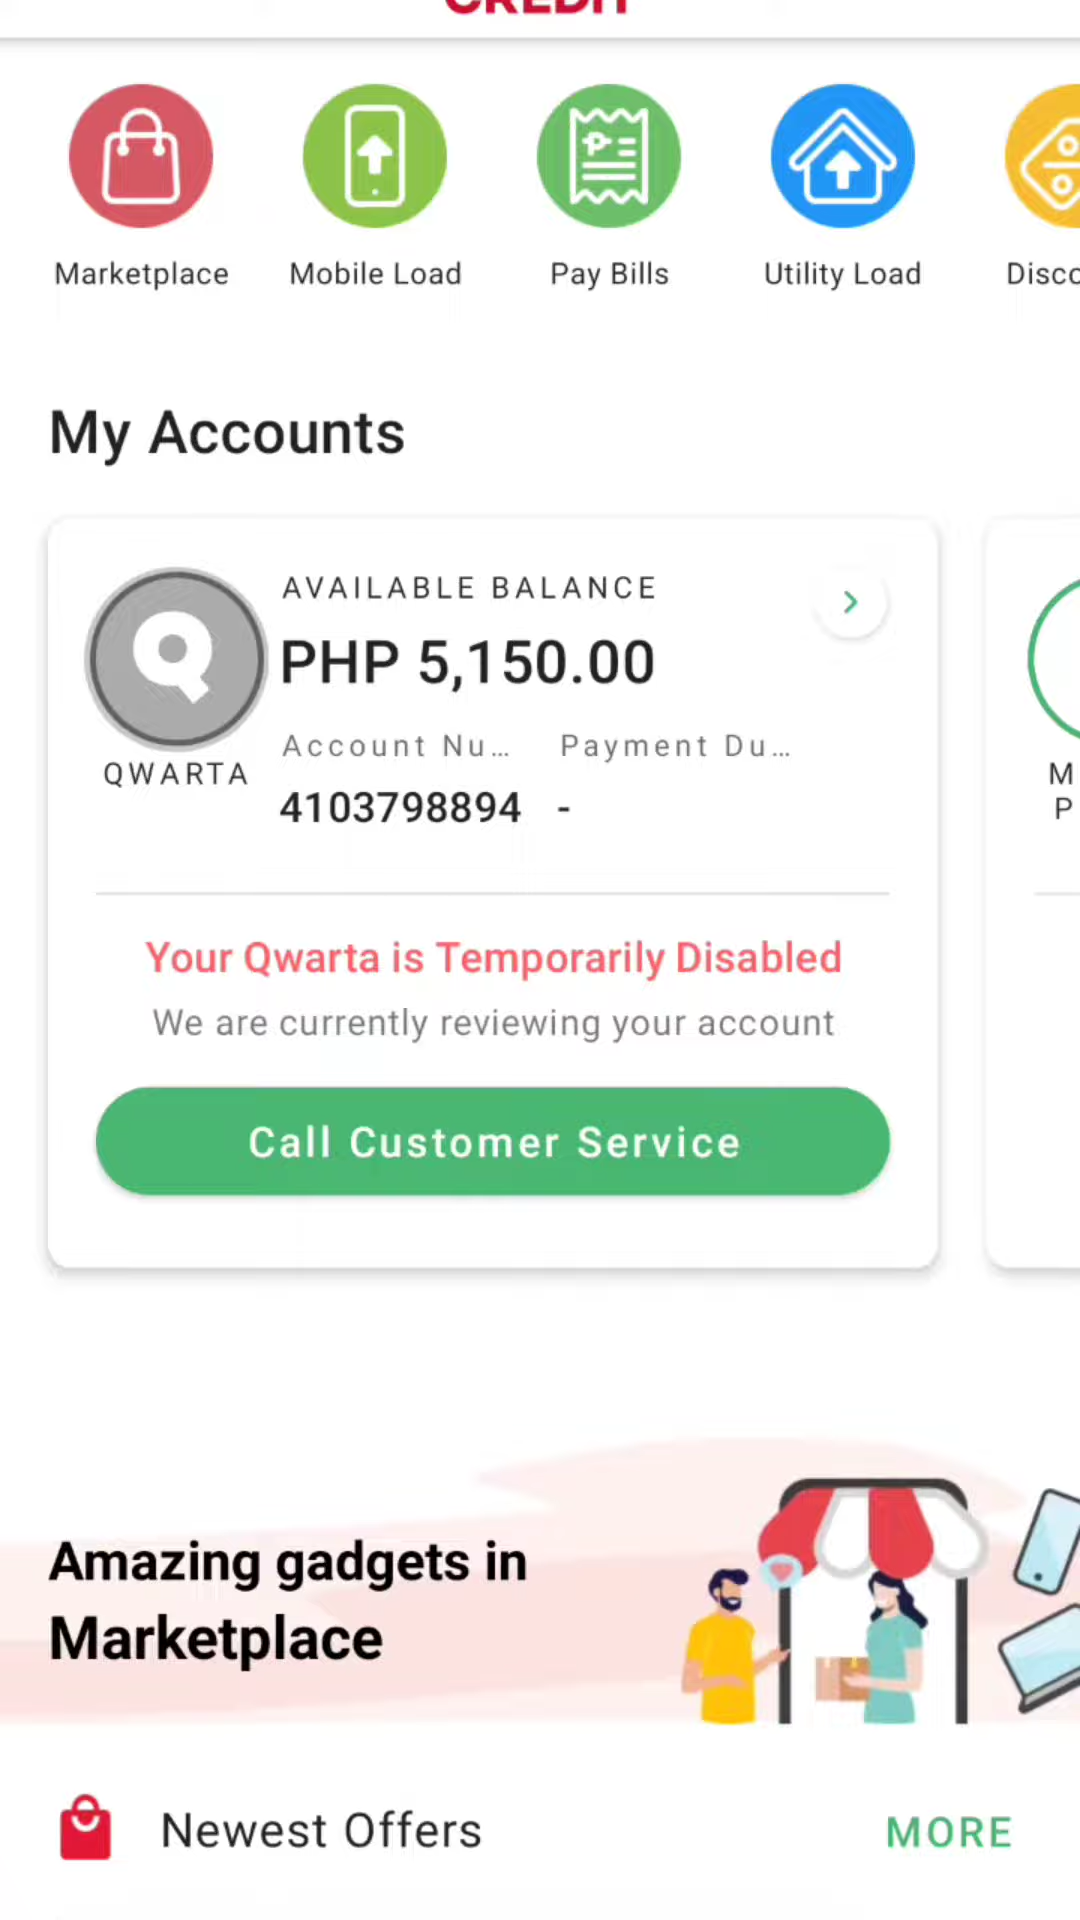 CREDIT
Marketplace
Mobile Load
Pay Bills
Utility Load
Disco
My Accounts
AVAILABLE BALANCE
PHP 5,150.00
QWARTA
Account Nu...
Payment Du...
4103798894
-
M
P
Your Qwarta is Temporarily Disabled
We are currently reviewing your account
Call Customer Service
Amazing gadgets in
Marketplace
Newest Offers
MORE